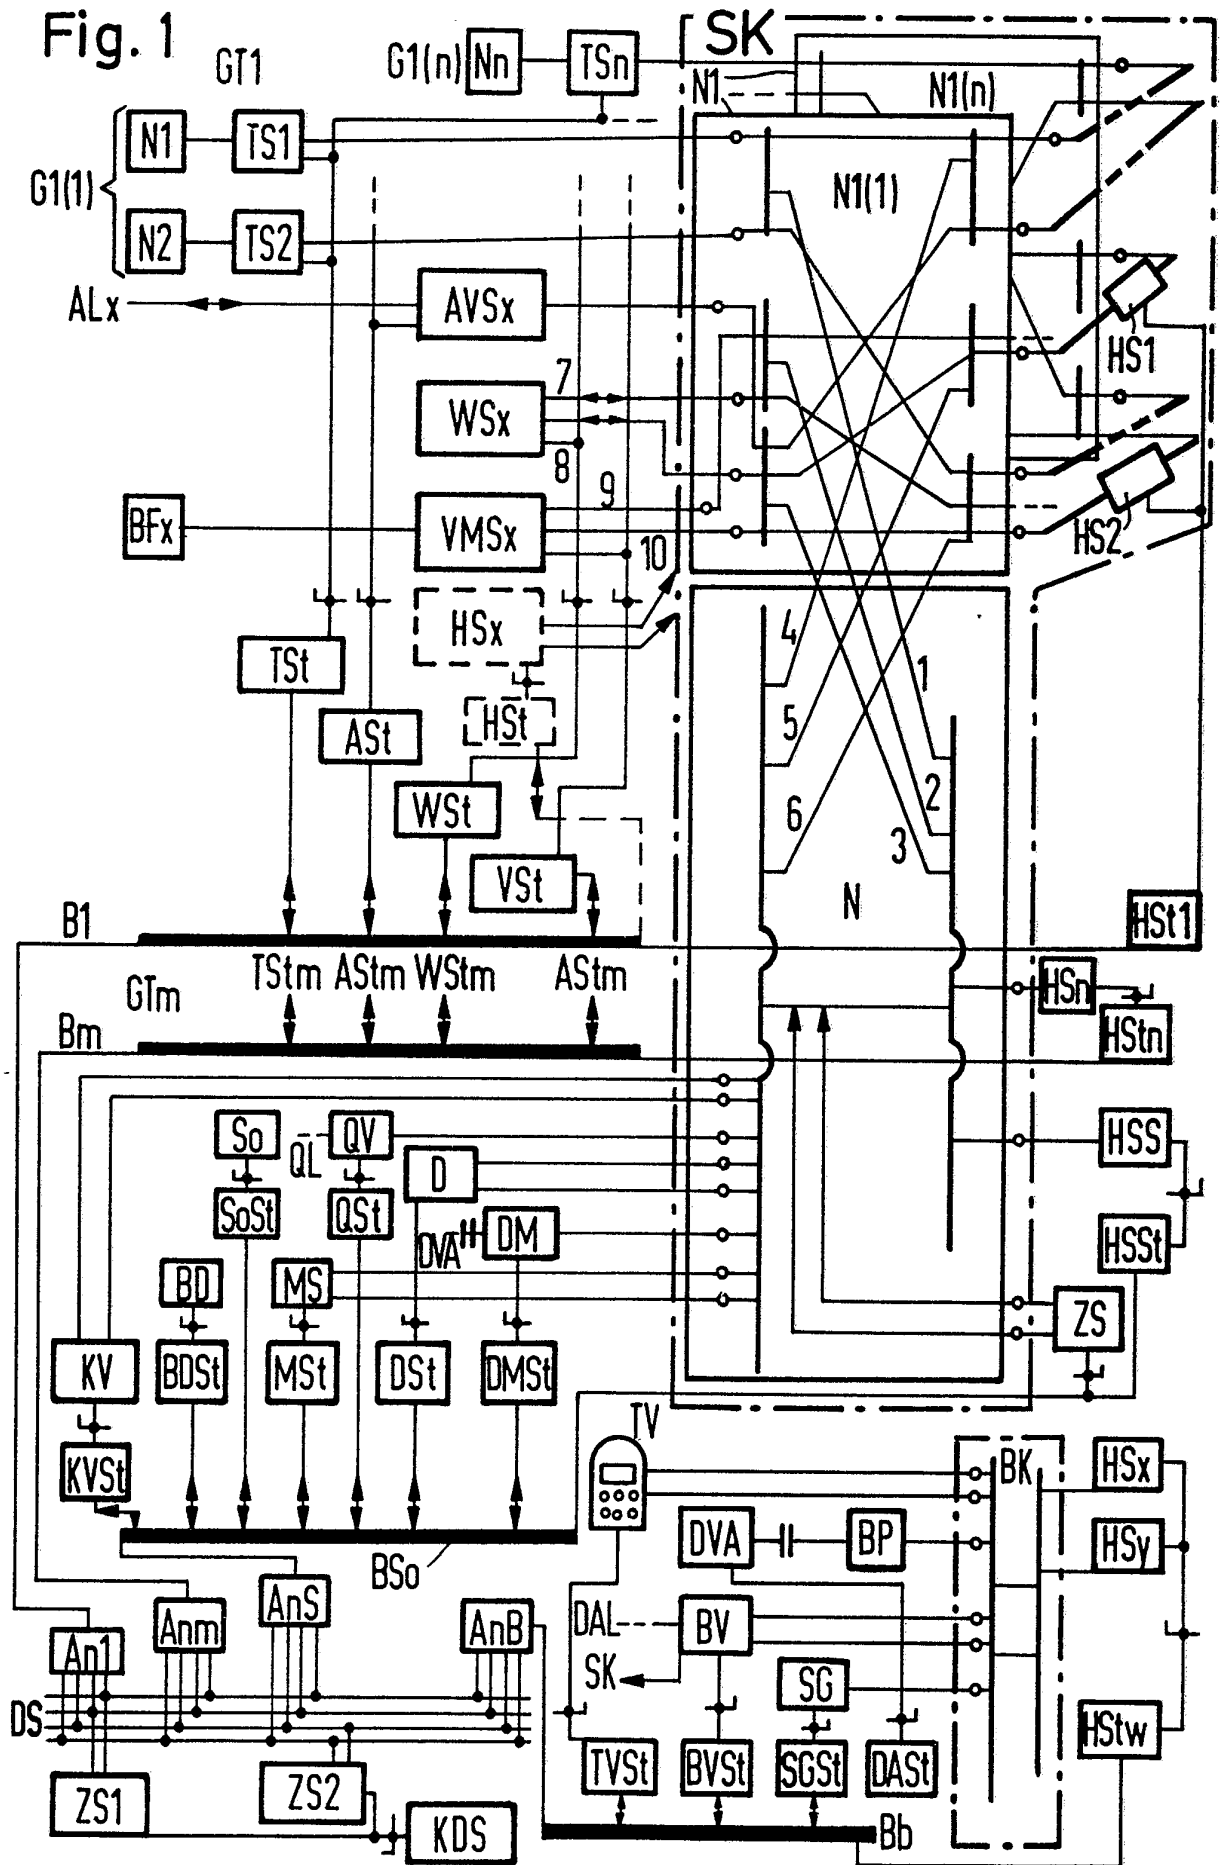 Fig. 1
GT1
G1(n) Nn TSn
SK
N1 N1(n)
N1 TS1
G1(1)
N1(1)
N2 TS2
ALx AVSx
HS1
WSx 7
8
9
BFx VMSx
10
HS2
HSx
TSt
4
1
HSt
ASt
5
WSt
2
6
3
VSt
N
B1
HSt1
TStm AStm WStm AStm
GTm
HSn
Bm
HStn
So QL QV
D
HSS
SoSt QSt
DVA DM
HSSt
BD MS
ZS
KV BDSt MSt DSt DMSt
TV
KVSt
BK HSx
DVA BP HSy
BSo
AnS
Anm AnB
DAL BV
An1
SK
SG
DS
HStw
TVSt BVSt SGSt DASt
ZS1 ZS2
KDS
Bb